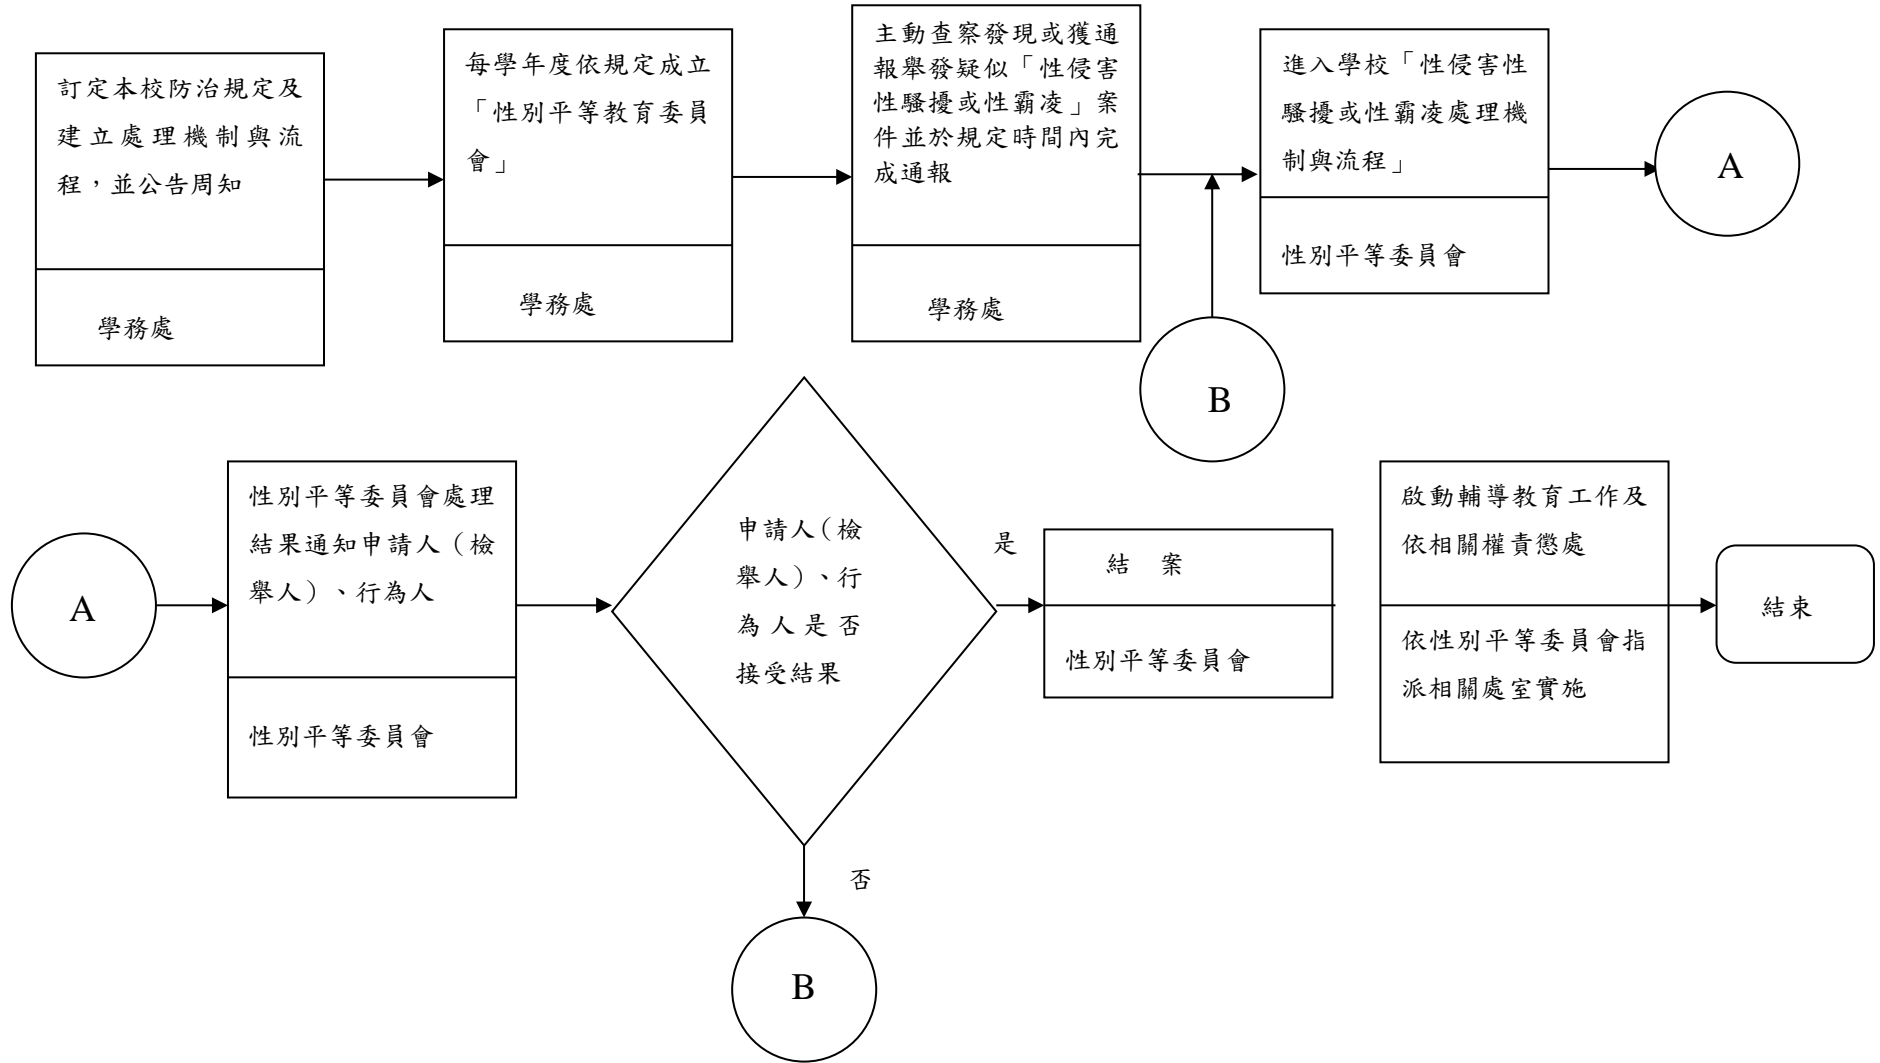 訂定本校防治規定及
建立處理機制與流
程，並公告周知
學務處
每學年度依規定成立
「性別平等教育委員
會」
學務處
主動查察發現或獲通
報舉發疑似「性侵害
性騷擾或性霸凌」案
件並於規定時間內完
成通報
學務處
進入學校「性侵害性
騷擾或性霸凌處理機
制與流程」
性別平等委員會
A
B
A
性別平等委員會處理
結果通知申請人（檢
舉人）、行為人
性別平等委員會
申請人（檢
舉人）、行
為人是否
接受結果
是
結 案
性別平等委員會
啟動輔導教育工作及
依相關權責懲處
依性別平等委員會指
派相關處室實施
結束
否
B